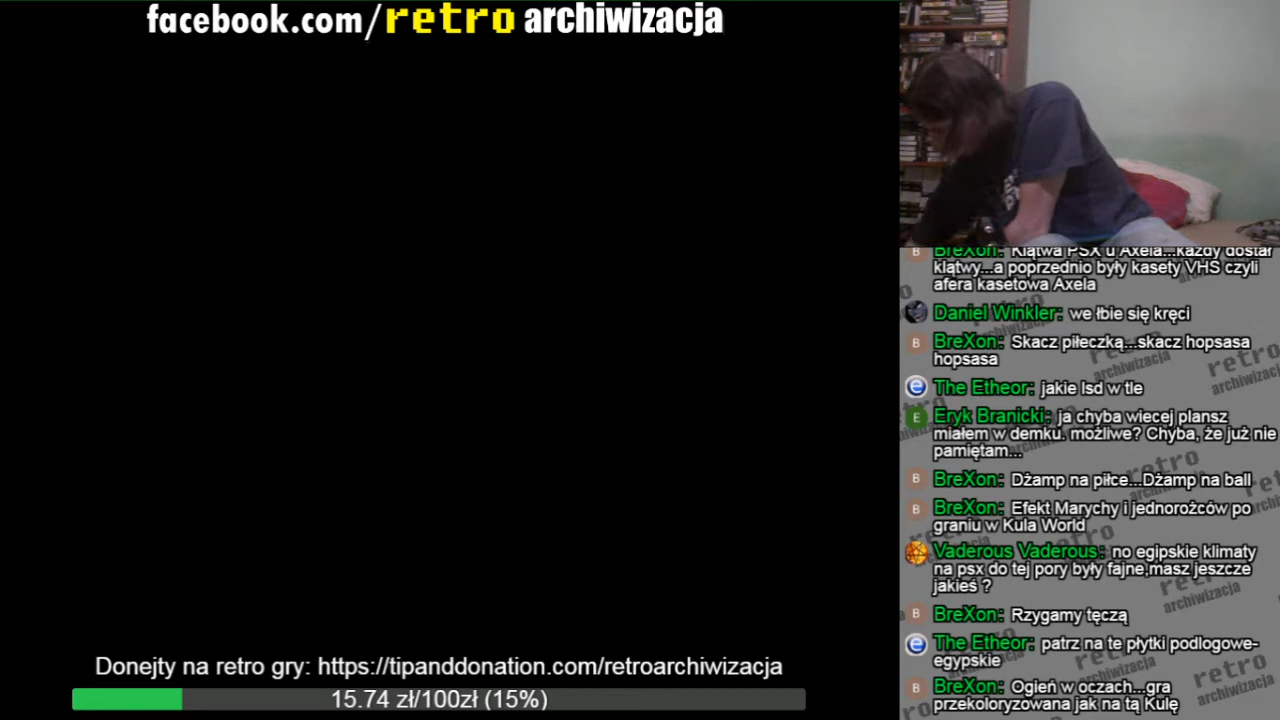 facebook.com/retro archiwizacja
BreXon: Klątwa PSX u Axela...każdy dostał
klątwy...a poprzednio były kasety VHS czyli
afera kasetowa Axela
Daniel Winkler: we łbie się kręci
BreXon: Skacz piłeczką...skacz hopsasa
hopsasa
The Etheor: jakie lsd w tle
Eryk Branicki: ja chyba wiecej plansz
miałem w demku. możliwe? Chyba, że już nie
pamiętam...
BreXon: Dżamp na piłce...Dżamp na ball
BreXon: Efekt Marychy i jednorożców po
graniu w Kula World
Vaderous Vaderous: no egipskie klimaty
na psx do tej pory były fajne,masz jeszcze
jakieś ?
BreXon: Rzygamy tęczą
The Etheor: patrz na te płytki podlogowe-
egypskie
BreXon: Ogień w oczach...gra
przekoloryzowana jak na tą Kulę
Donejty na retro gry: https://tipanddonation.com/retroarchiwizacja
15.74 zł/100zł (15%)